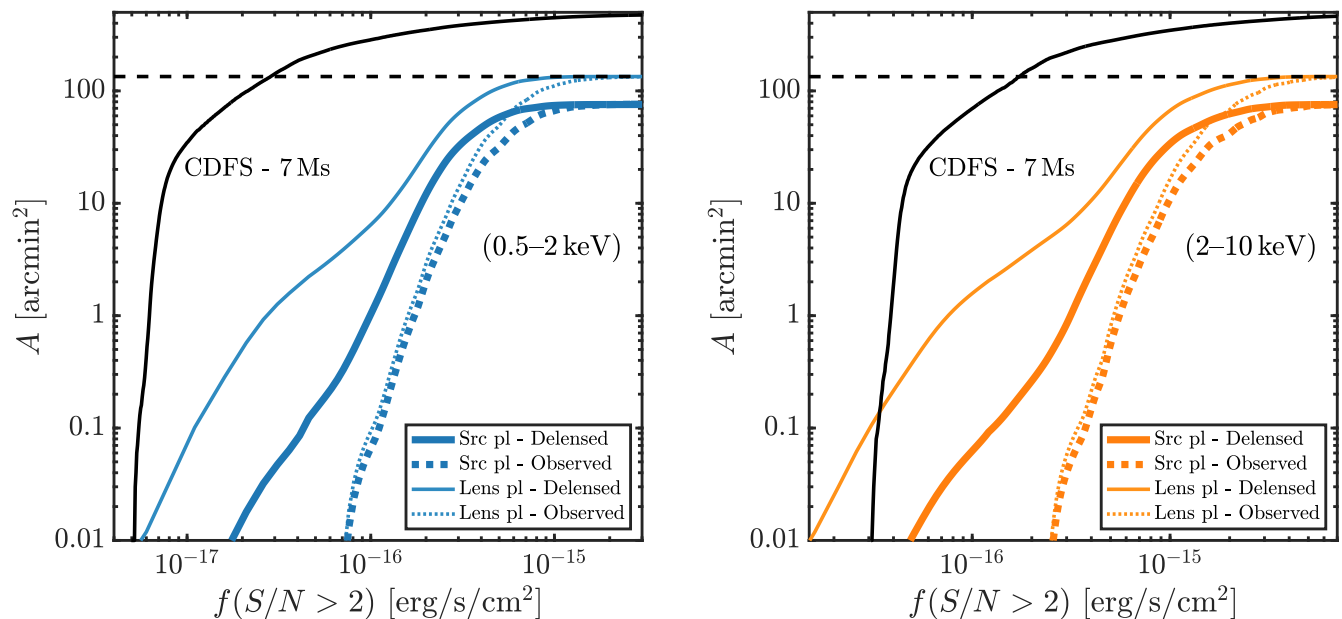 100
10
1
0.1
0.01
A [arcmin²]
CDFS - 7 Ms
(0.5–2 keV)
Src pl - Delensed
Src pl - Observed
Lens pl - Delensed
Lens pl - Observed
10⁻¹⁷
10⁻¹⁶
10⁻¹⁵
f(S/N > 2) [erg/s/cm²]
100
10
1
0.1
0.01
A [arcmin²]
CDFS - 7 Ms
(2–10 keV)
Src pl - Delensed
Src pl - Observed
Lens pl - Delensed
Lens pl - Observed
10⁻¹⁶
10⁻¹⁵
f(S/N > 2) [erg/s/cm²]